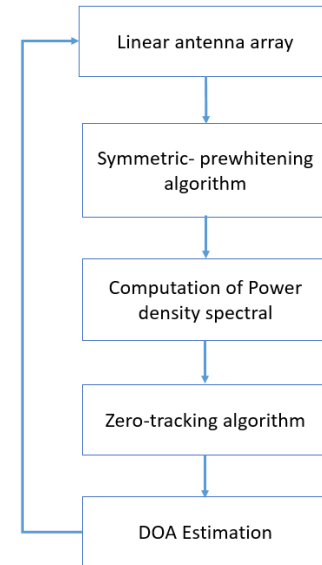 Linear antenna array
Symmetric- prewhitening
algorithm
Computation of Power
density spectral
Zero-tracking algorithm
DOA Estimation